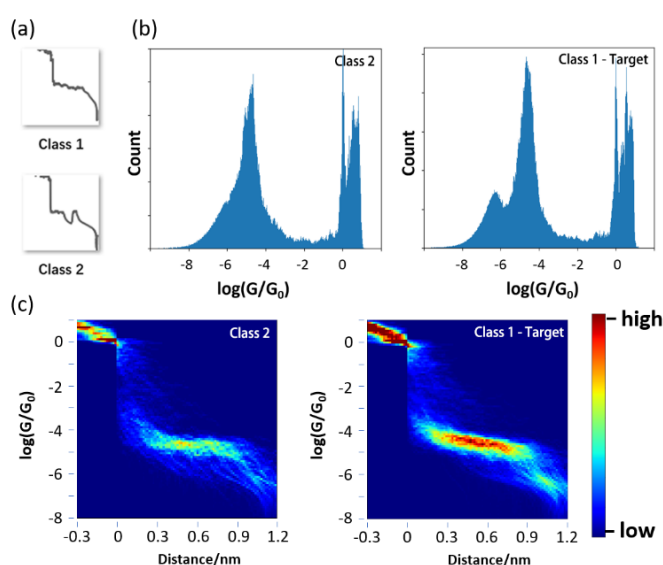 (a)
Class 1
Class 2
(b)
Class 2
Count
-8 -6 -4 -2 0
log(G/G₀)
Class 1 - Target
Count
-8 -6 -4 -2 0
log(G/G₀)
(c)
Class 2
log(G/G₀)
0
-2
-4
-6
-8
-0.3 0 0.3 0.6 0.9 1.2
Distance/nm
Class 1 - Target
log(G/G₀)
0
-2
-4
-6
-8
-0.3 0 0.3 0.6 0.9 1.2
Distance/nm
high
low